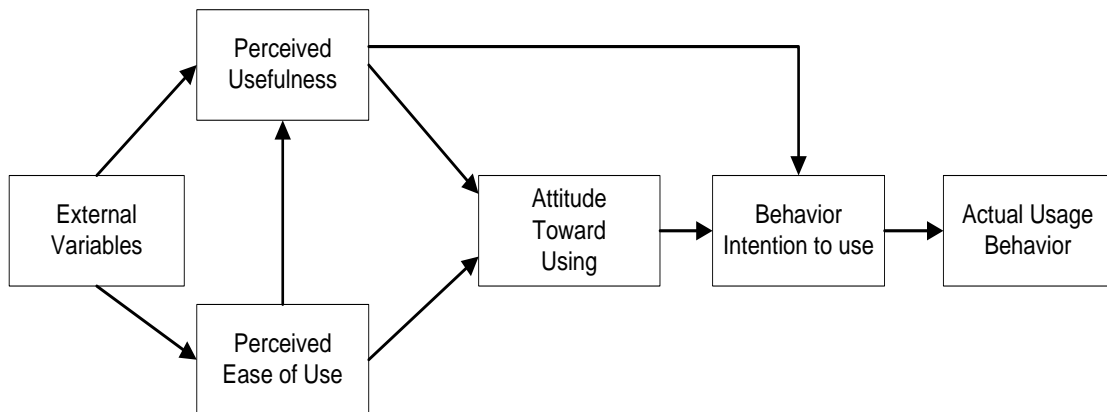 Perceived
Usefulness
External
Variables
Attitude
Toward
Using
Behavior
Intention to use
Actual Usage
Behavior
Perceived
Ease of Use